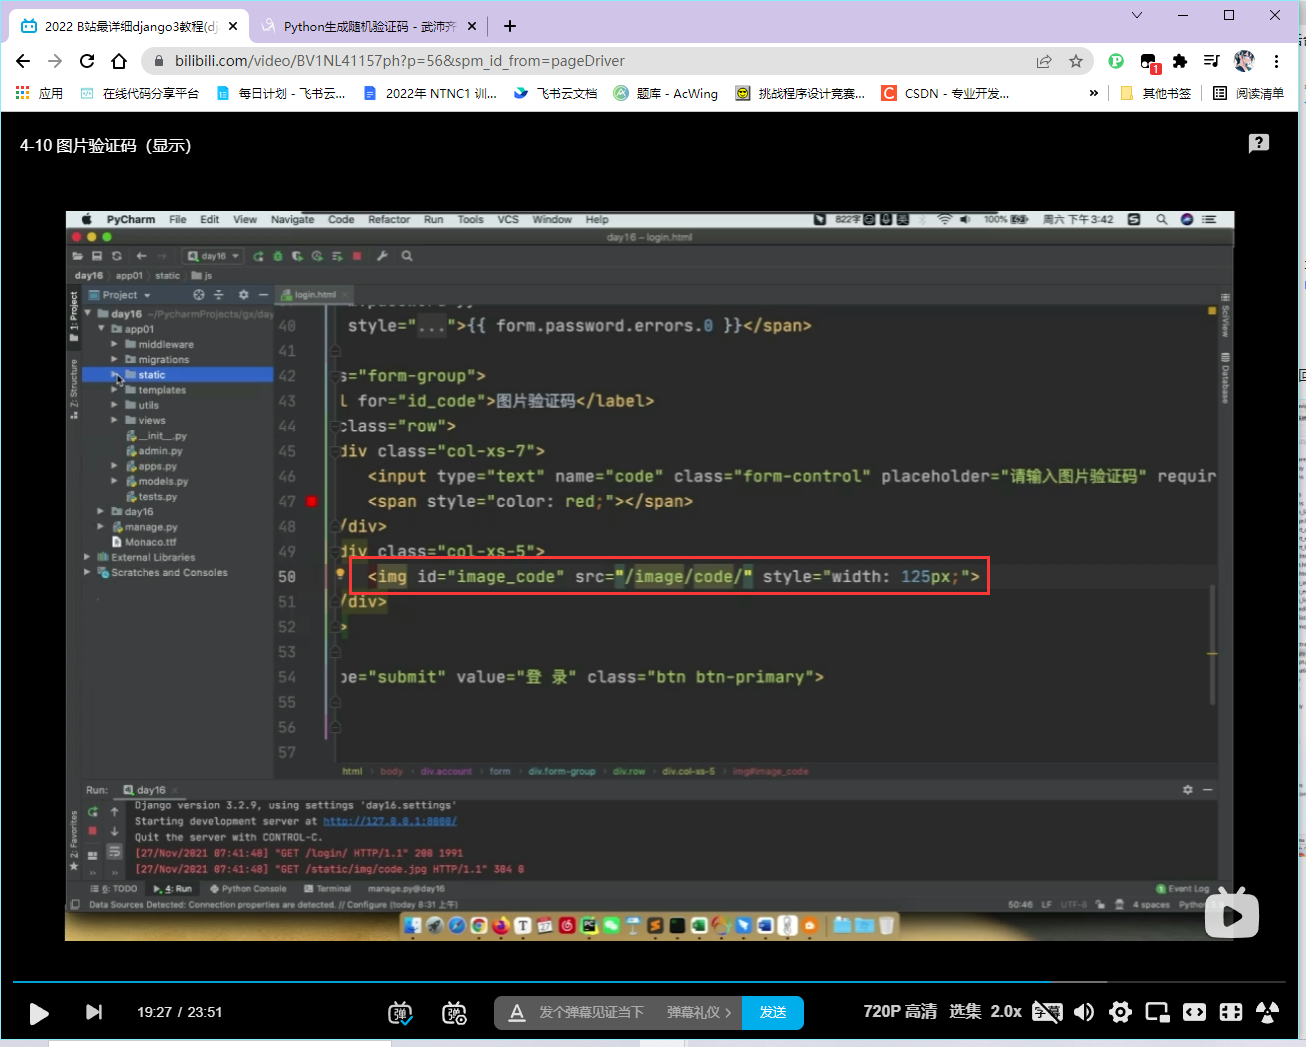 2022 B站最详细django3教程(dj
Python生成随机验证码 - 武沛齐
bilibili.com/video/BV1NL41157ph?p=56&spm_id_from=pageDriver
1
应用
在线代码分享平台
每日计划 - 飞书云...
2022年 NTNC1 训...
飞书云文档
题库 - AcWing
挑战程序设计竞赛...
CSDN - 专业开发...
»
其他书签
阅读清单
4-10 图片验证码（显示）
PyCharm File Edit View Navigate Code Refactor Run Tools VCS Window Help
822字
100%
周六下午3:42
day16 – login.html
day16
day16 app01 static js
1: Project
Project
login.html
day16 ~/PycharmProjects/gx/day
app01
middleware
migrations
static
templates
utils
views
__init__.py
admin.py
apps.py
models.py
tests.py
day16
manage.py
Monaco.ttf
External Libraries
Scratches and Consoles
Z: Structure
SciView
Database
40 style="...">{{ form.password.errors.0 }}</span>
41
42 s="form-group">
43 l for="id_code">图片验证码</label>
44 class="row">
45 div class="col-xs-7">
46 <input type="text" name="code" class="form-control" placeholder="请输入图片验证码" requir
47 <span style="color: red;"></span>
48 /div>
49 div class="col-xs-5">
50 <img id="image_code" src="/image/code/" style="width: 125px;">
51 /div>
52 >
53
54 pe="submit" value="登 录" class="btn btn-primary">
55
56
57
html body div.account form div.form-group div.row div.col-xs-5 img#image_code
Run: day16
Django version 3.2.9, using settings 'day16.settings'
Starting development server at http://127.0.0.1:8000/
Quit the server with CONTROL-C.
[27/Nov/2021 07:41:48] "GET /login/ HTTP/1.1" 200 1991
[27/Nov/2021 07:41:48] "GET /static/img/code.jpg HTTP/1.1" 304 0
2: Favorites
6: TODO
4: Run
Python Console
Terminal
manage.py@day16
Event Log
Data Sources Detected: Connection properties are detected. // Configure (today 8:31 上午)
50:46 LF UTF-8 4 spaces
19:27 / 23:51
弹
弹
发个弹幕见证当下
弹幕礼仪 >
发送
720P 高清
选集
2.0x
字幕